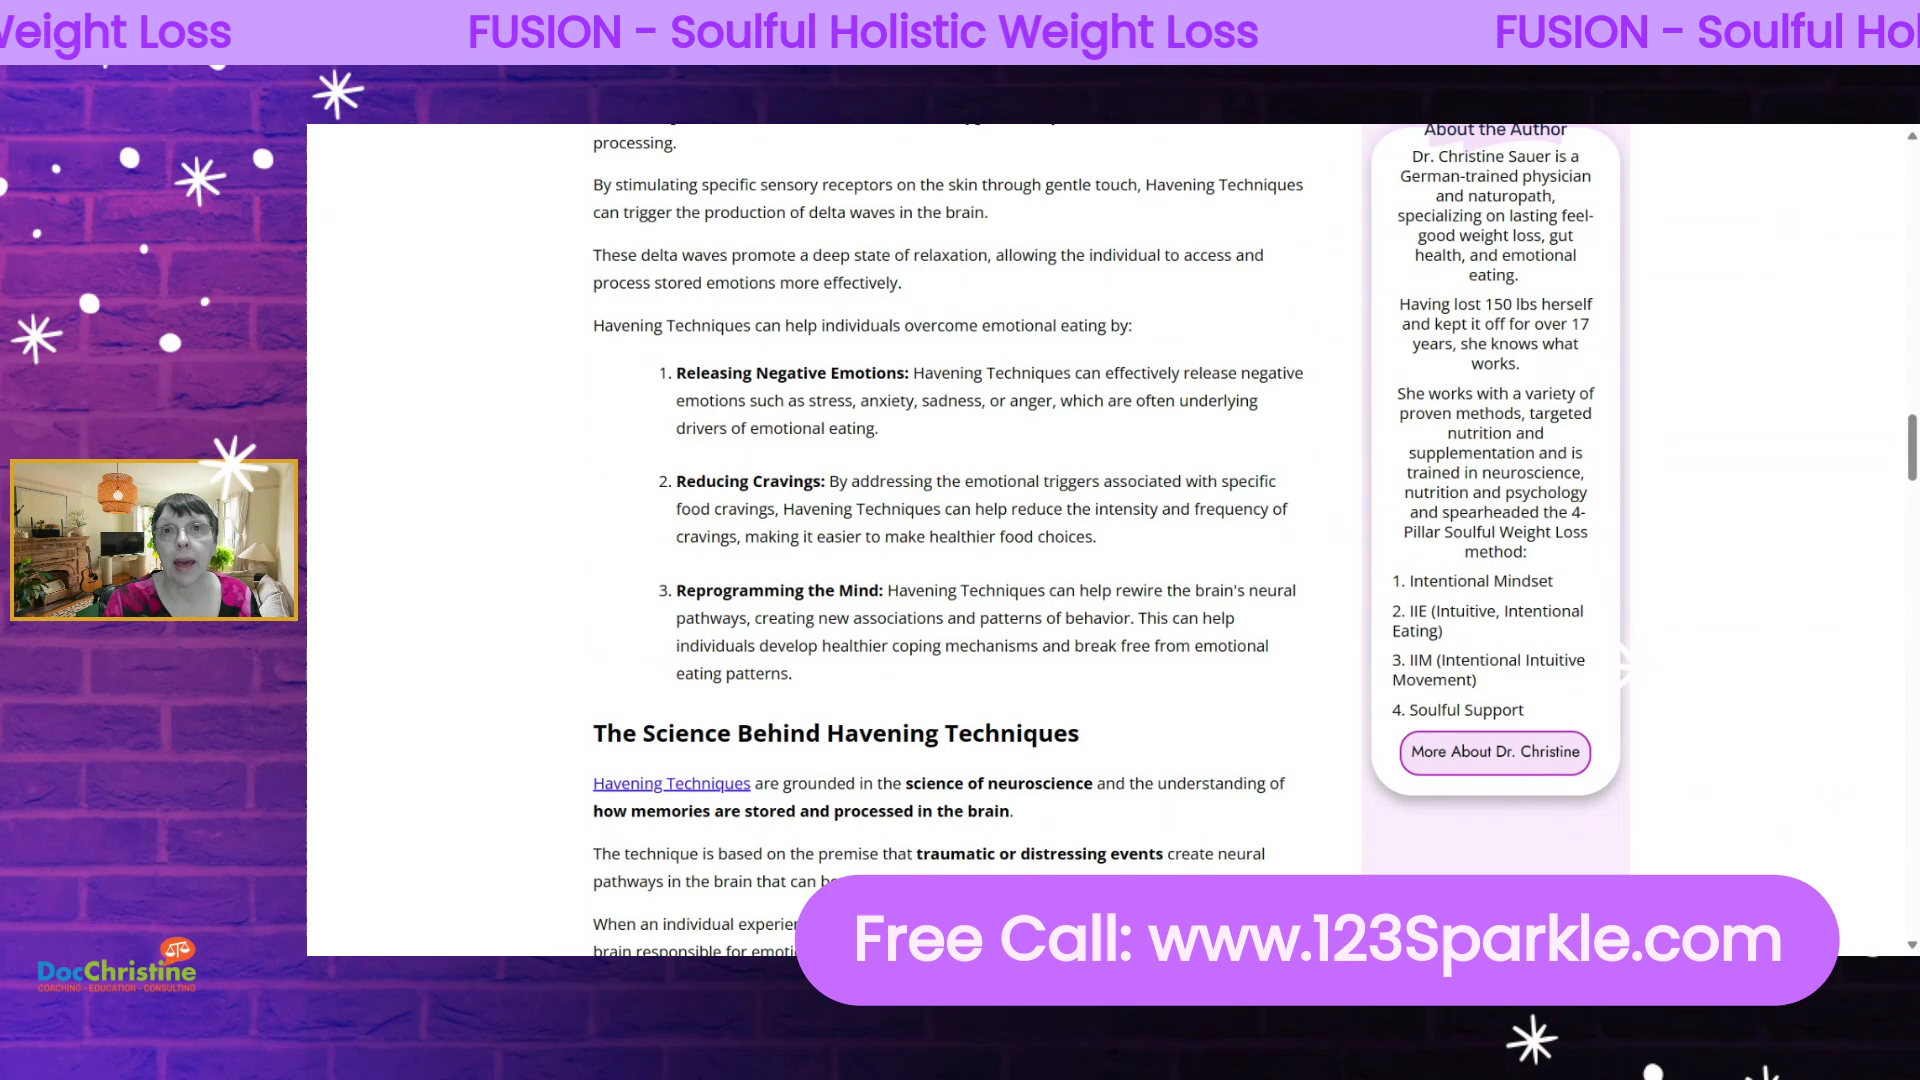 Weight Loss
FUSION - Soulful Holistic Weight Loss
FUSION - Soulful Hol
processing.
By stimulating specific sensory receptors on the skin through gentle touch, Havening Techniques
can trigger the production of delta waves in the brain.
These delta waves promote a deep state of relaxation, allowing the individual to access and
process stored emotions more effectively.
Havening Techniques can help individuals overcome emotional eating by:
1. Releasing Negative Emotions: Havening Techniques can effectively release negative
emotions such as stress, anxiety, sadness, or anger, which are often underlying
drivers of emotional eating.
2. Reducing Cravings: By addressing the emotional triggers associated with specific
food cravings, Havening Techniques can help reduce the intensity and frequency of
cravings, making it easier to make healthier food choices.
3. Reprogramming the Mind: Havening Techniques can help rewire the brain's neural
pathways, creating new associations and patterns of behavior. This can help
individuals develop healthier coping mechanisms and break free from emotional
eating patterns.
The Science Behind Havening Techniques
Havening Techniques are grounded in the science of neuroscience and the understanding of
how memories are stored and processed in the brain.
The technique is based on the premise that traumatic or distressing events create neural
pathways in the brain that can be
When an individual experien
brain responsible for emoti
About the Author
Dr. Christine Sauer is a
German-trained physician
and naturopath,
specializing on lasting feel-
good weight loss, gut
health, and emotional
eating.
Having lost 150 lbs herself
and kept it off for over 17
years, she knows what
works.
She works with a variety of
proven methods, targeted
nutrition and
supplementation and is
trained in neuroscience,
nutrition and psychology
and spearheaded the 4-
Pillar Soulful Weight Loss
method:
1. Intentional Mindset
2. IIE (Intuitive, Intentional
Eating)
3. IIM (Intentional Intuitive
Movement)
4. Soulful Support
More About Dr. Christine
Free Call: www.123Sparkle.com
DocChristine
COACHING - EDUCATION - CONSULTING